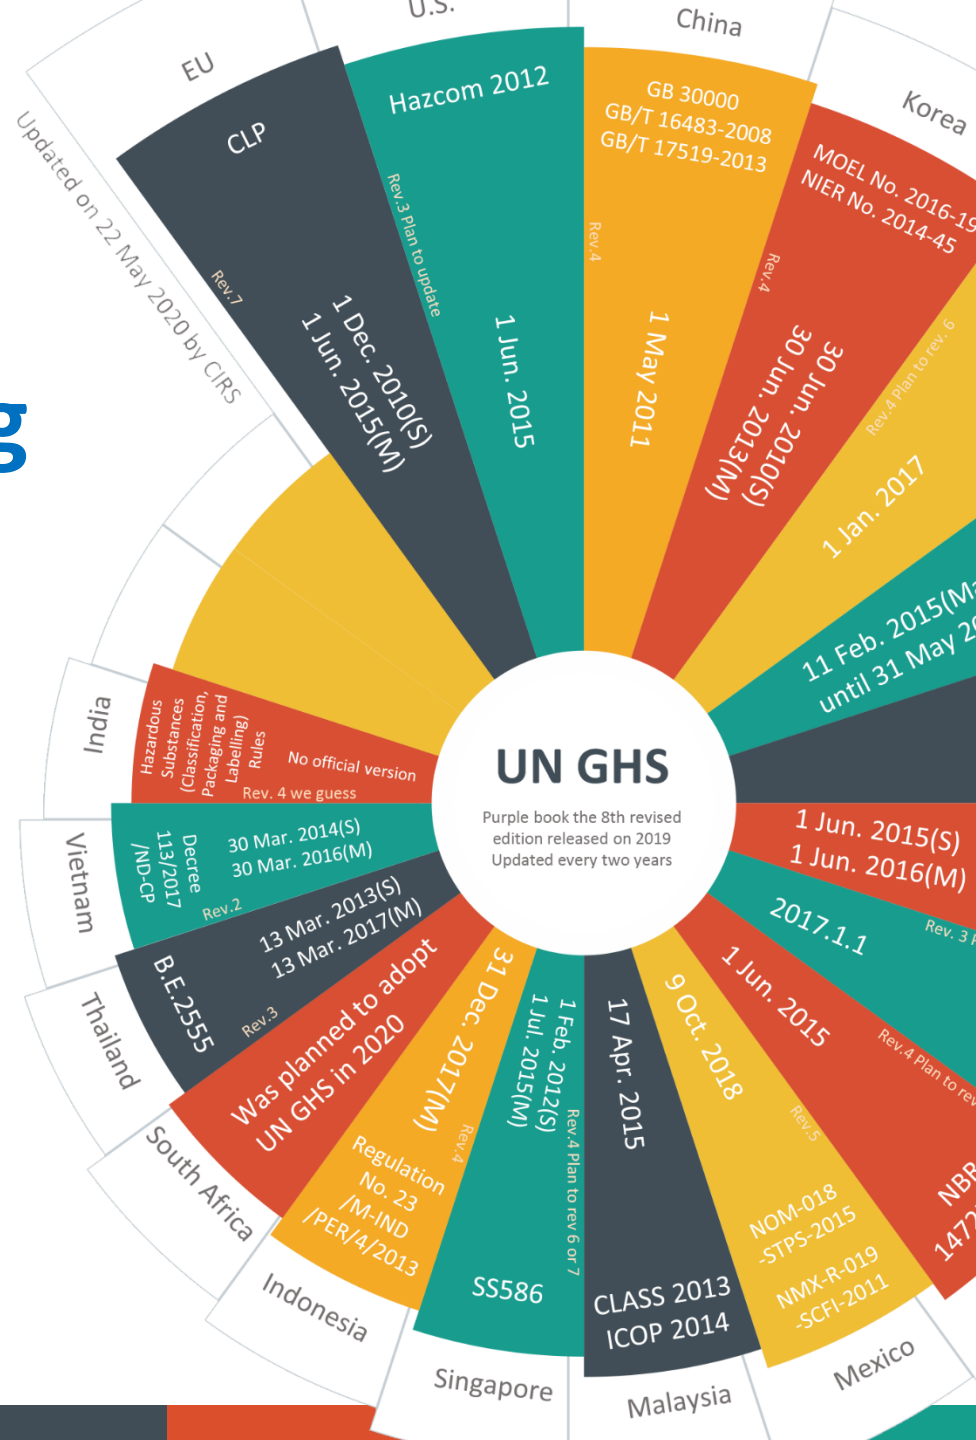 g
U.S.
China
Korea
EU
Updated on 22 May 2020 by CIRS
CLP
Rev.7
1 Dec. 2010(S)
1 Jun. 2015(M)
Hazcom 2012
Rev.3 Plan to update
1 Jun. 2015
GB 30000
GB/T 16483-2008
GB/T 17519-2013
Rev.4
1 May 2011
MOEL No. 2016-19
NIER No. 2014-45
Rev.4
30 Jun. 2010(S)
30 Jun. 2013(M)
Rev.4 Plan to rev. 6
1 Jan. 2017
11 Feb. 2015(Ma
until 31 May 20
UN GHS
Purple book the 8th revised
edition released on 2019
Updated every two years
1 Jun. 2015(S)
1 Jun. 2016(M)
Rev. 3 P
2017.1.1
Rev.4 Plan to rev
1 Jun. 2015
NBR
1472
9 Oct. 2018
Rev.5
NOM-018
-STPS-2015
NMX-R-019
-SCFI-2011
Mexico
17 Apr. 2015
CLASS 2013
ICOP 2014
Malaysia
1 Feb. 2012(S)
1 Jul. 2015(M)
Rev.4 Plan to rev 6 or 7
SS586
Singapore
31 Dec. 2017(M)
Rev.4
Regulation
No. 23
/M-IND
/PER/4/2013
Indonesia
Was planned to adopt
UN GHS in 2020
South Africa
13 Mar. 2013(S)
13 Mar. 2017(M)
Rev.3
B.E.2555
Thailand
30 Mar. 2014(S)
30 Mar. 2016(M)
Rev.2
Decree
113/2017
/ND-CP
Vietnam
Hazardous
Substances
(Classification,
Packaging and
Labelling)
Rules
No official version
Rev. 4 we guess
India